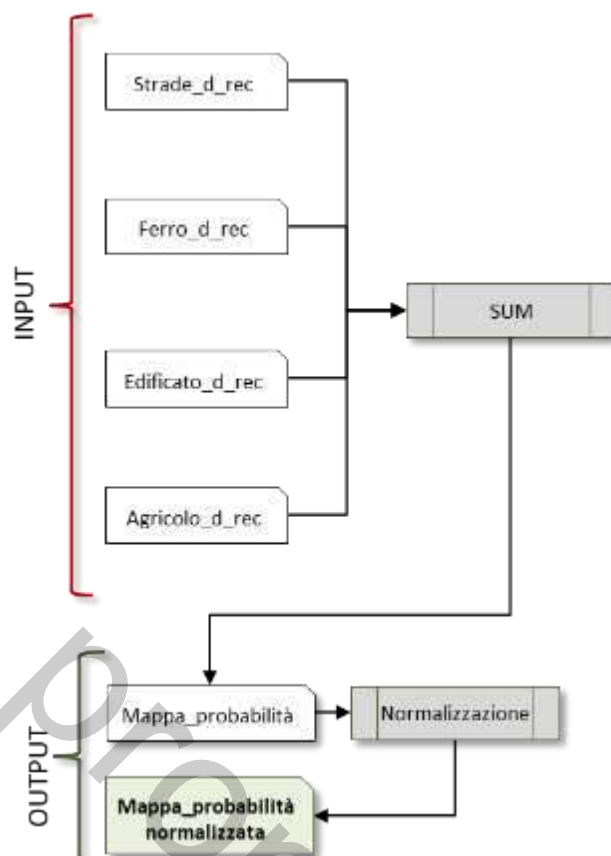 INPUT
Strade_d_rec
Ferro_d_rec
Edificato_d_rec
Agricolo_d_rec
SUM
OUTPUT
Mappa_probabilità
Normalizzazione
Mappa_probabilità
normalizzata